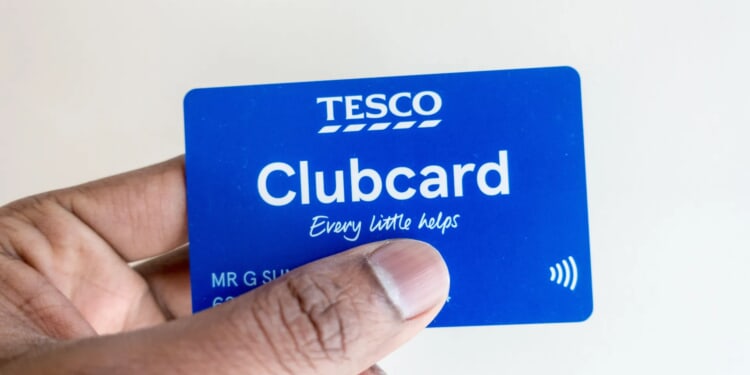 TESCO
Clubcard
Every little helps
MR G